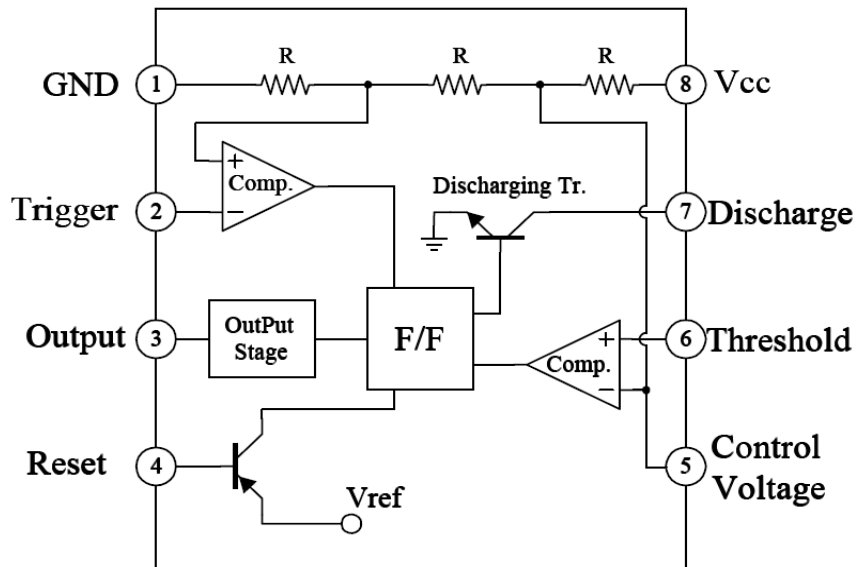 R
R
R
GND
1
8
Vcc
+
Comp.
−
Trigger
2
Discharging Tr.
7
Discharge
Output
3
OutPut
Stage
F/F
+
Comp.
−
6
Threshold
Reset
4
Vref
5
Control
Voltage